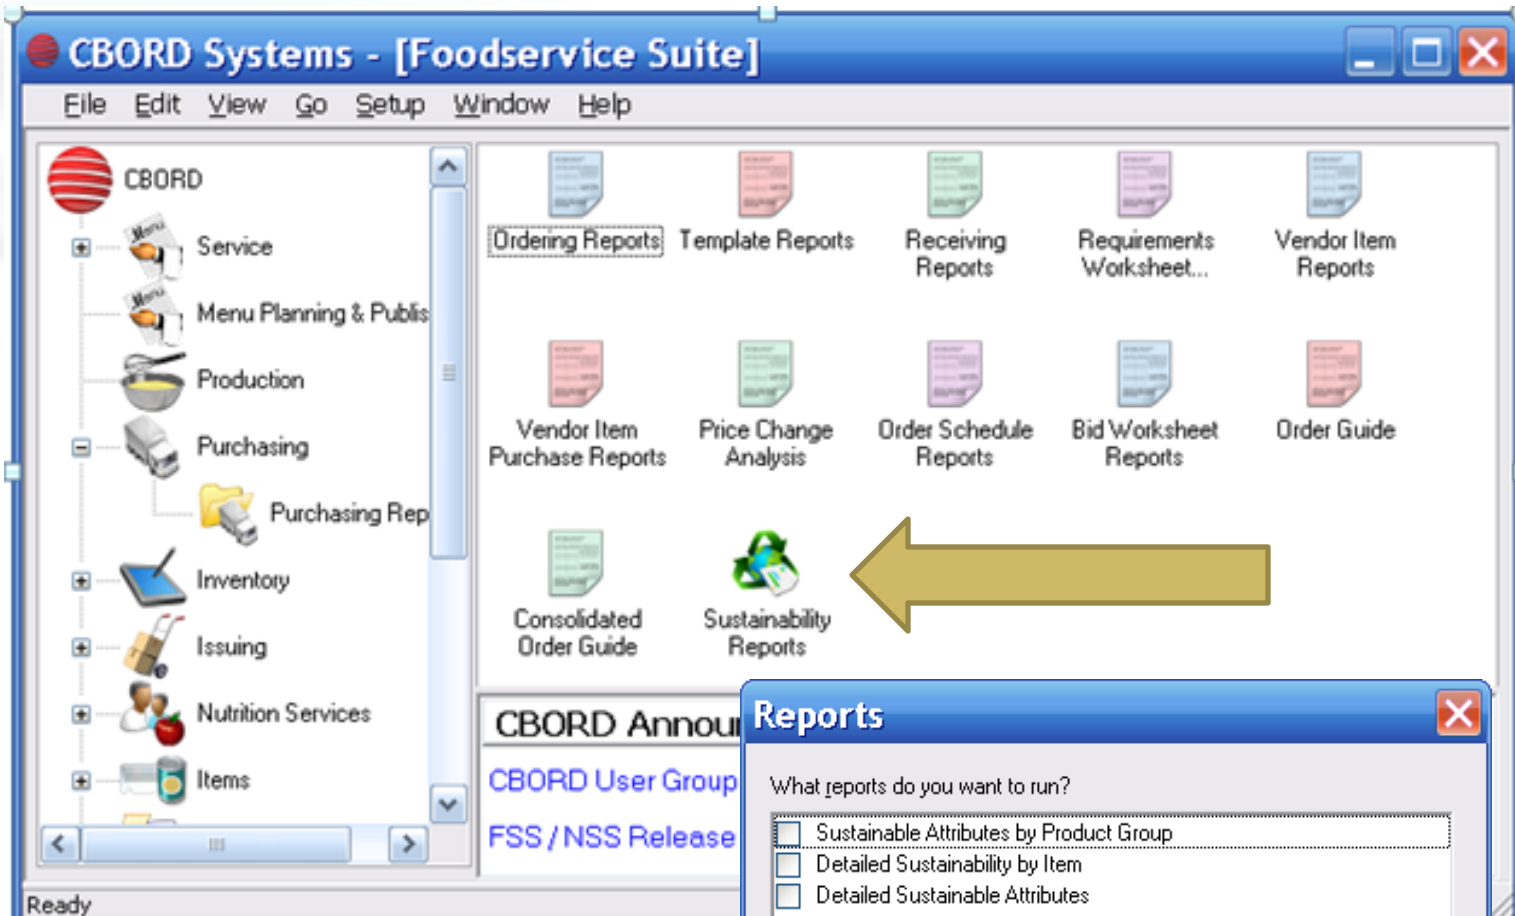 CBORD Systems - [Foodservice Suite]
File Edit View Go Setup Window Help
CBORD
Service
Menu Planning & Publis
Production
Purchasing
Purchasing Rep
Inventory
Issuing
Nutrition Services
Items
Ordering Reports
Template Reports
Receiving
Reports
Requirements
Worksheet...
Vendor Item
Reports
Vendor Item
Purchase Reports
Price Change
Analysis
Order Schedule
Reports
Bid Worksheet
Reports
Order Guide
Consolidated
Order Guide
Sustainability
Reports
CBORD Annou
CBORD User Group
FSS / NSS Release
Reports
What reports do you want to run?
Sustainable Attributes by Product Group
Detailed Sustainability by Item
Detailed Sustainable Attributes
Ready